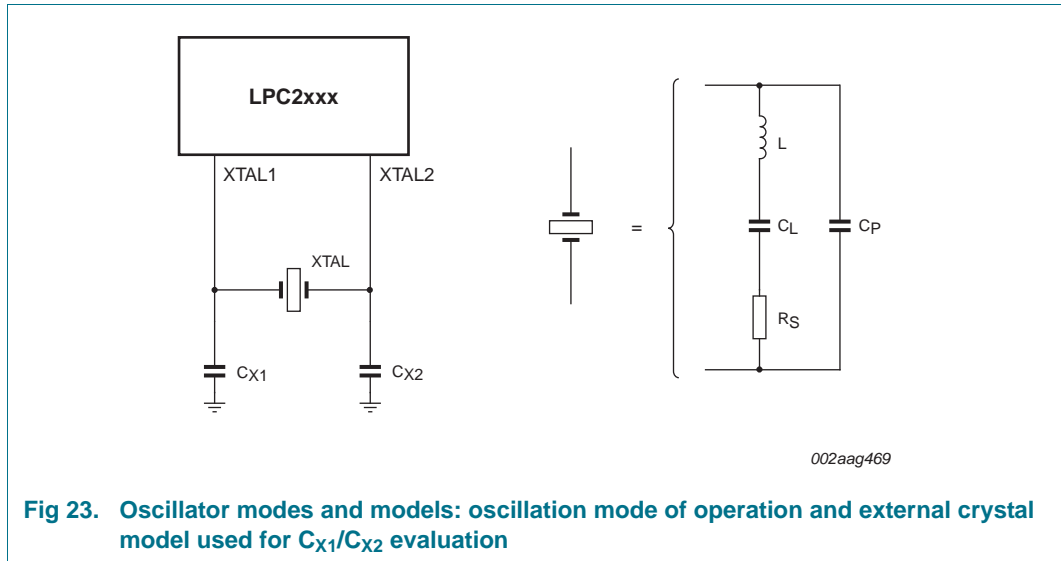 LPC2xxx
XTAL1
XTAL2
XTAL
CX1
CX2
=
L
CL
CP
RS
002aag469
Fig 23. Oscillator modes and models: oscillation mode of operation and external crystal
model used for CX1/CX2 evaluation